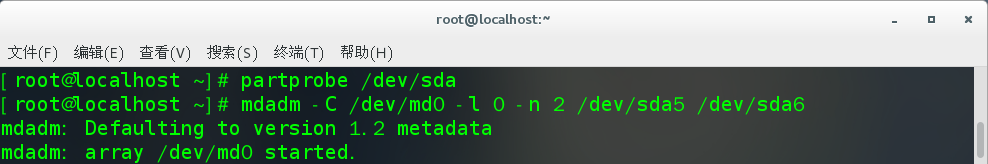 root@localhost:~
文件(F) 编辑(E) 查看(V) 搜索(S) 终端(T) 帮助(H)
[root@localhost ~]# partprobe /dev/sda
[root@localhost ~]# mdadm -C /dev/md0 -l 0 -n 2 /dev/sda5 /dev/sda6
mdadm: Defaulting to version 1.2 metadata
mdadm: array /dev/md0 started.